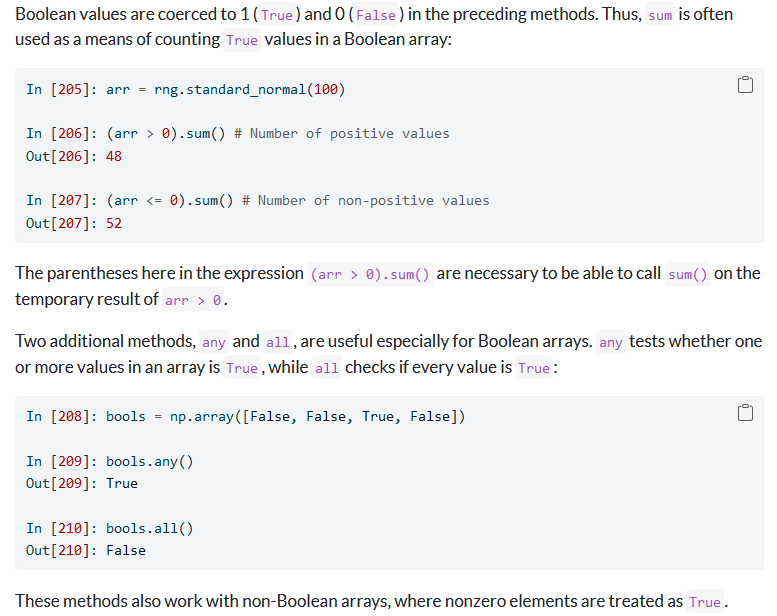 Boolean values are coerced to 1 (True) and 0 (False) in the preceding methods. Thus, sum is often
used as a means of counting True values in a Boolean array:
In [205]: arr = rng.standard_normal(100)
In [206]: (arr > 0).sum() # Number of positive values
Out[206]: 48
In [207]: (arr <= 0).sum() # Number of non-positive values
Out[207]: 52
The parentheses here in the expression (arr > 0).sum() are necessary to be able to call sum() on the
temporary result of arr > 0.
Two additional methods, any and all, are useful especially for Boolean arrays. any tests whether one
or more values in an array is True, while all checks if every value is True:
In [208]: bools = np.array([False, False, True, False])
In [209]: bools.any()
Out[209]: True
In [210]: bools.all()
Out[210]: False
These methods also work with non-Boolean arrays, where nonzero elements are treated as True.